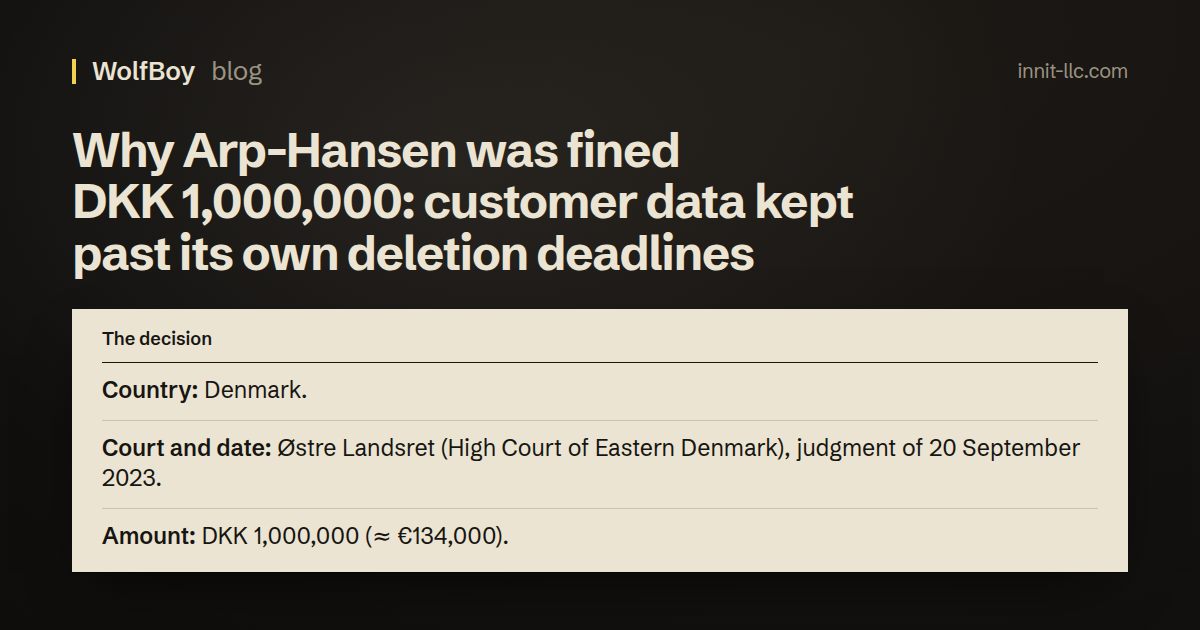 WolfBoy blog
innit-llc.com
Why Arp-Hansen was fined
DKK 1,000,000: customer data kept
past its own deletion deadlines
The decision
Country: Denmark.
Court and date: Østre Landsret (High Court of Eastern Denmark), judgment of 20 September
2023.
Amount: DKK 1,000,000 (≈ €134,000).